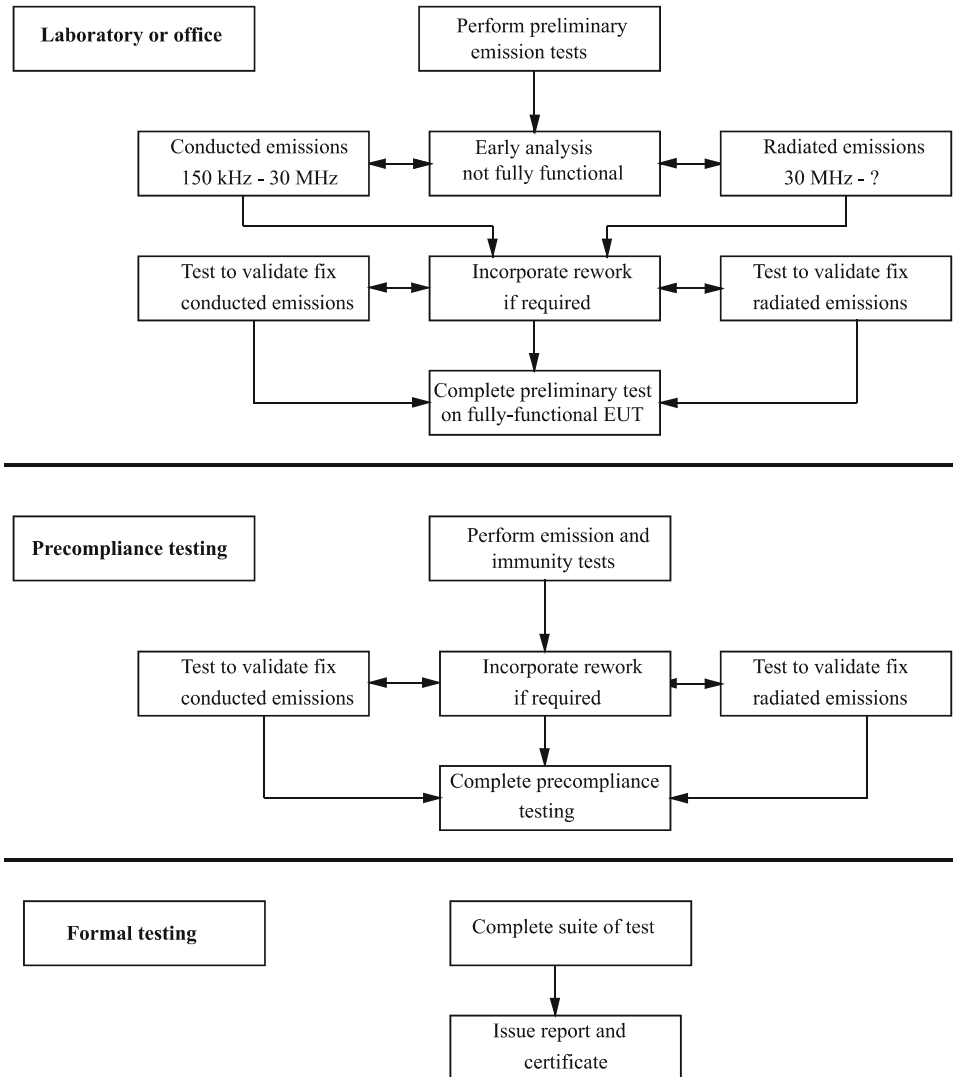 Laboratory or office
Perform preliminary
emission tests
Conducted emissions
150 kHz - 30 MHz
Early analysis
not fully functional
Radiated emissions
30 MHz - ?
Test to validate fix
conducted emissions
Incorporate rework
if required
Test to validate fix
radiated emissions
Complete preliminary test
on fully-functional EUT
Precompliance testing
Perform emission and
immunity tests
Test to validate fix
conducted emissions
Incorporate rework
if required
Test to validate fix
radiated emissions
Complete precompliance
testing
Formal testing
Complete suite of test
Issue report and
certificate